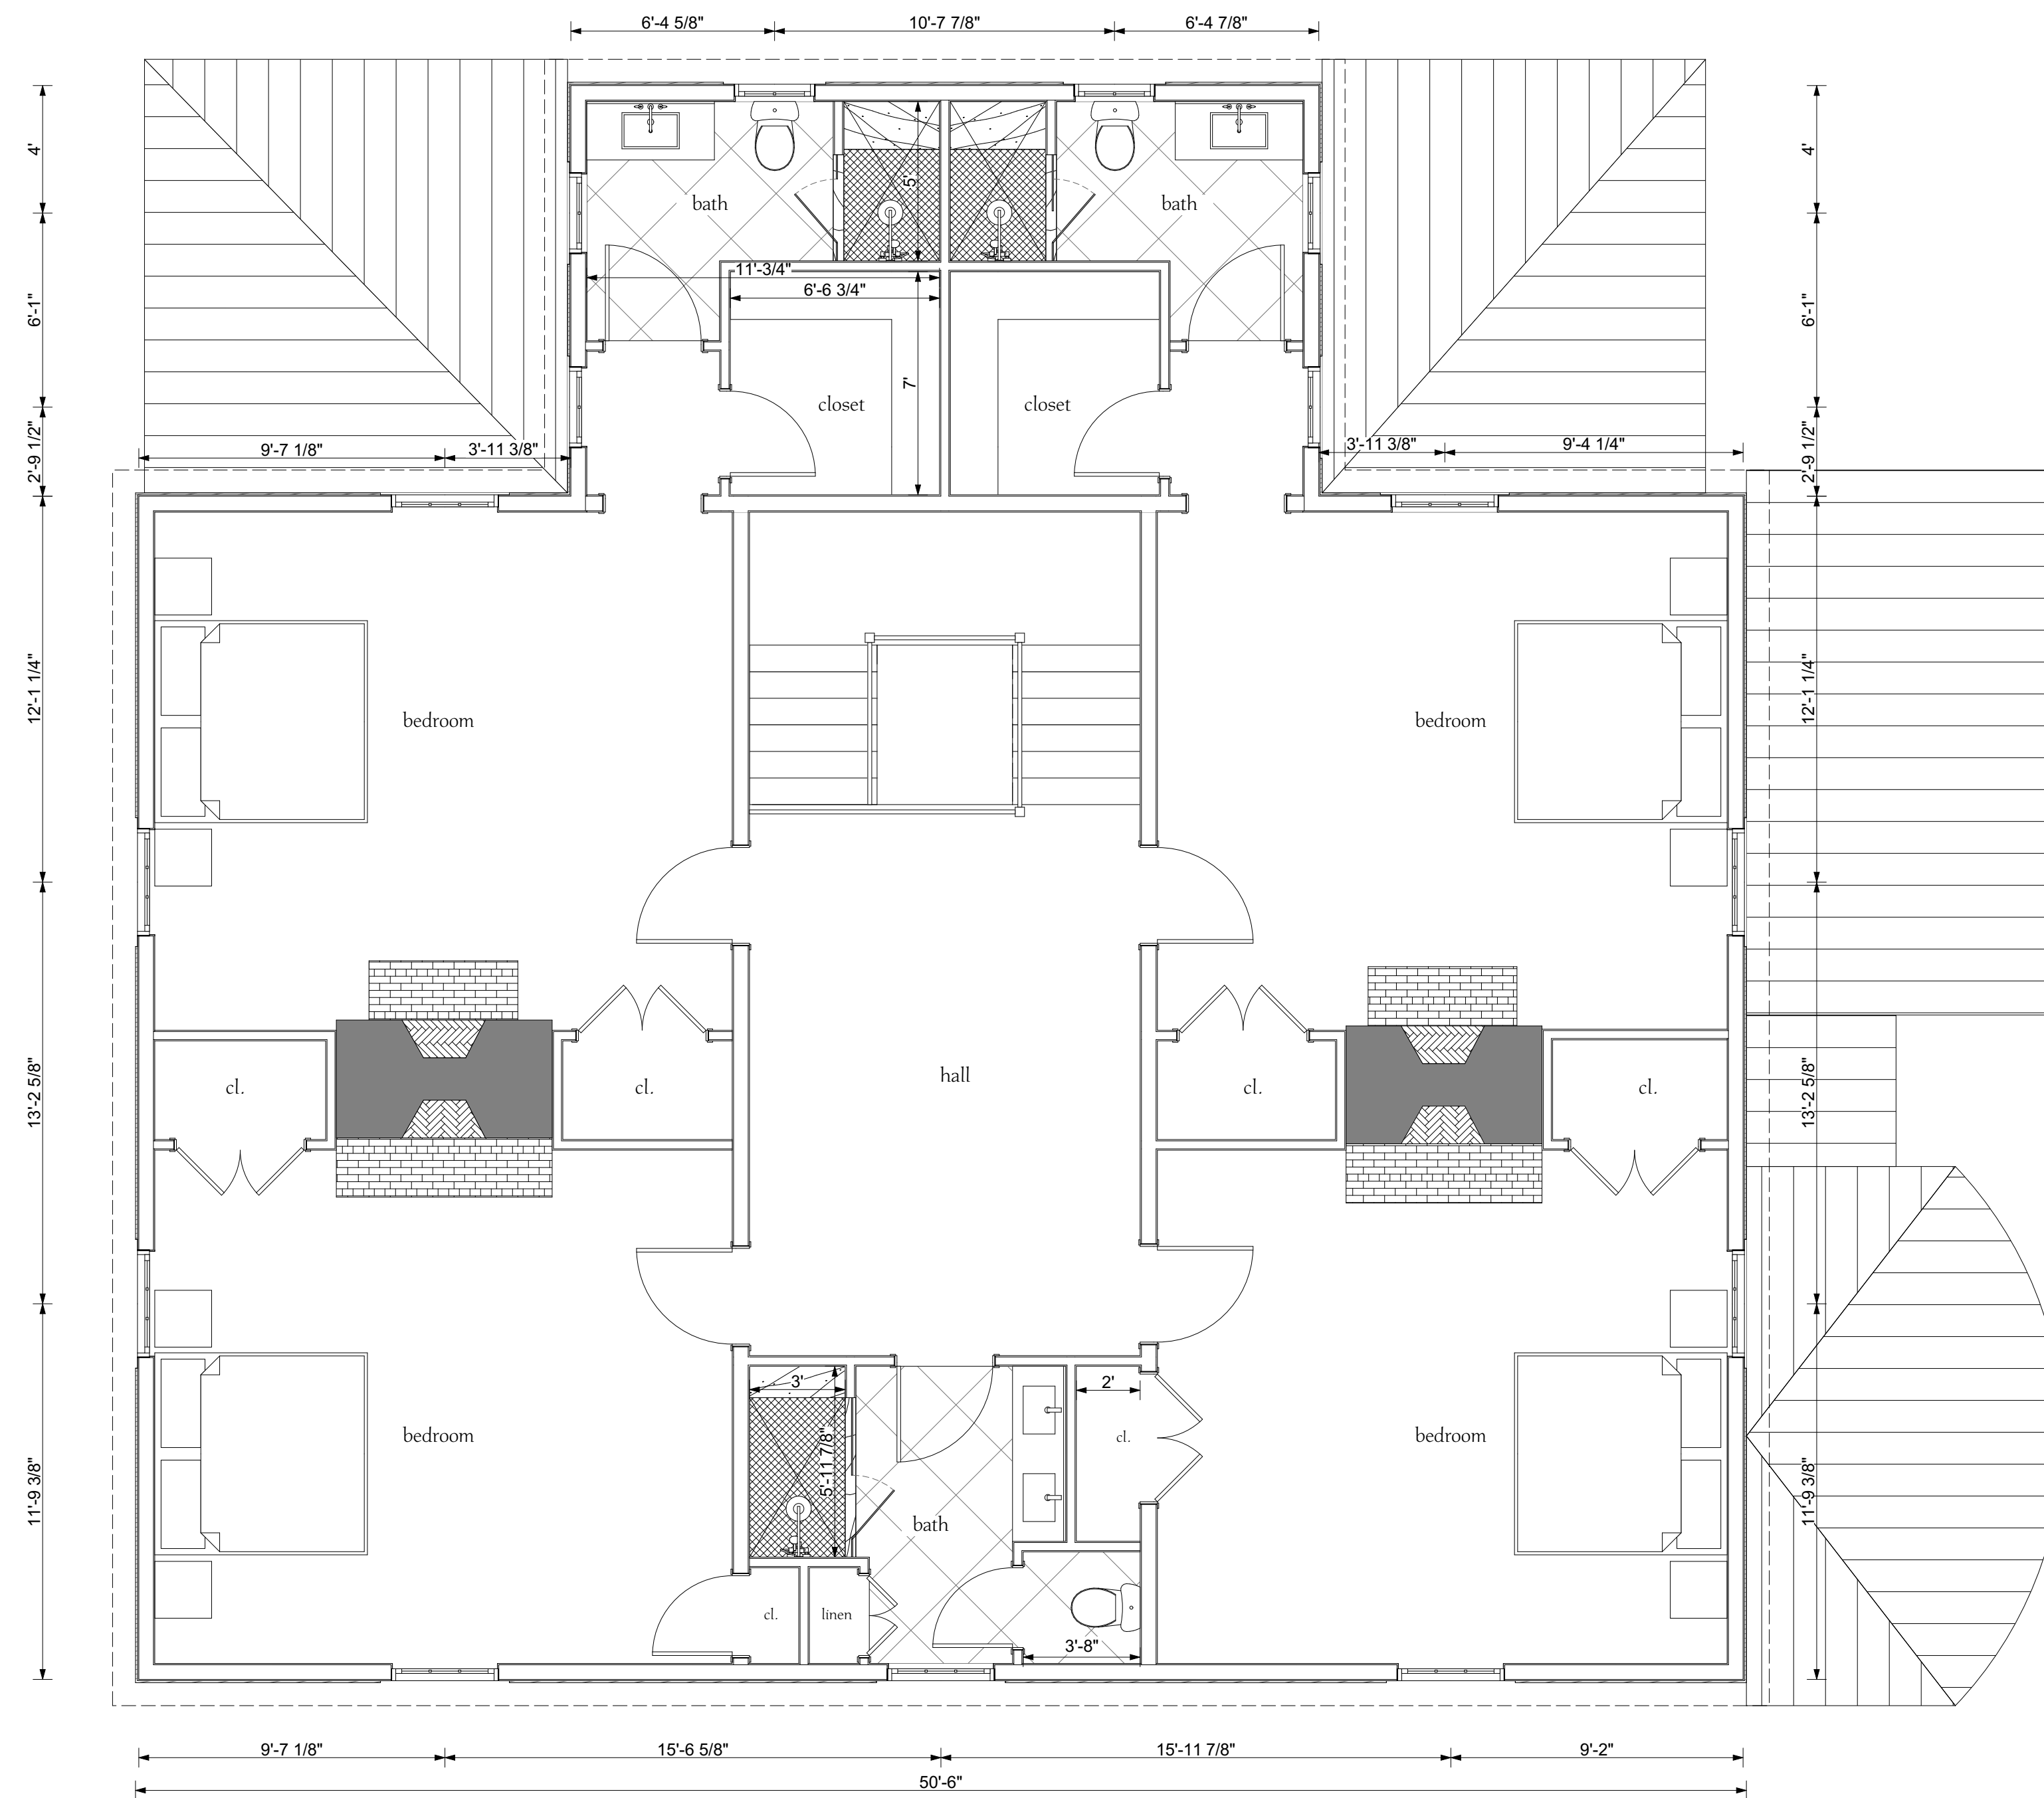 6'-4 5/8" 10'-7 7/8" 6'-4 7/8"
4' 4'
5'
bath bath
11'-3/4"
6'-6 3/4"
6'-1" 6'-1"
7'
closet closet
9'-7 1/8" 3'-11 3/8" 3'-11 3/8" 9'-4 1/4"
2'-9 1/2" 2'-9 1/2"
12'-1 1/4" 12'-1 1/4"
bedroom bedroom
hall
cl. cl. cl. cl.
13'-2 5/8" 13'-2 5/8"
3' 2'
bedroom cl. bedroom
5'-11 7/8"
11'-9 3/8" 11'-9 3/8"
bath
cl. linen
3'-8"
9'-7 1/8" 15'-6 5/8" 15'-11 7/8" 9'-2"
50'-6"